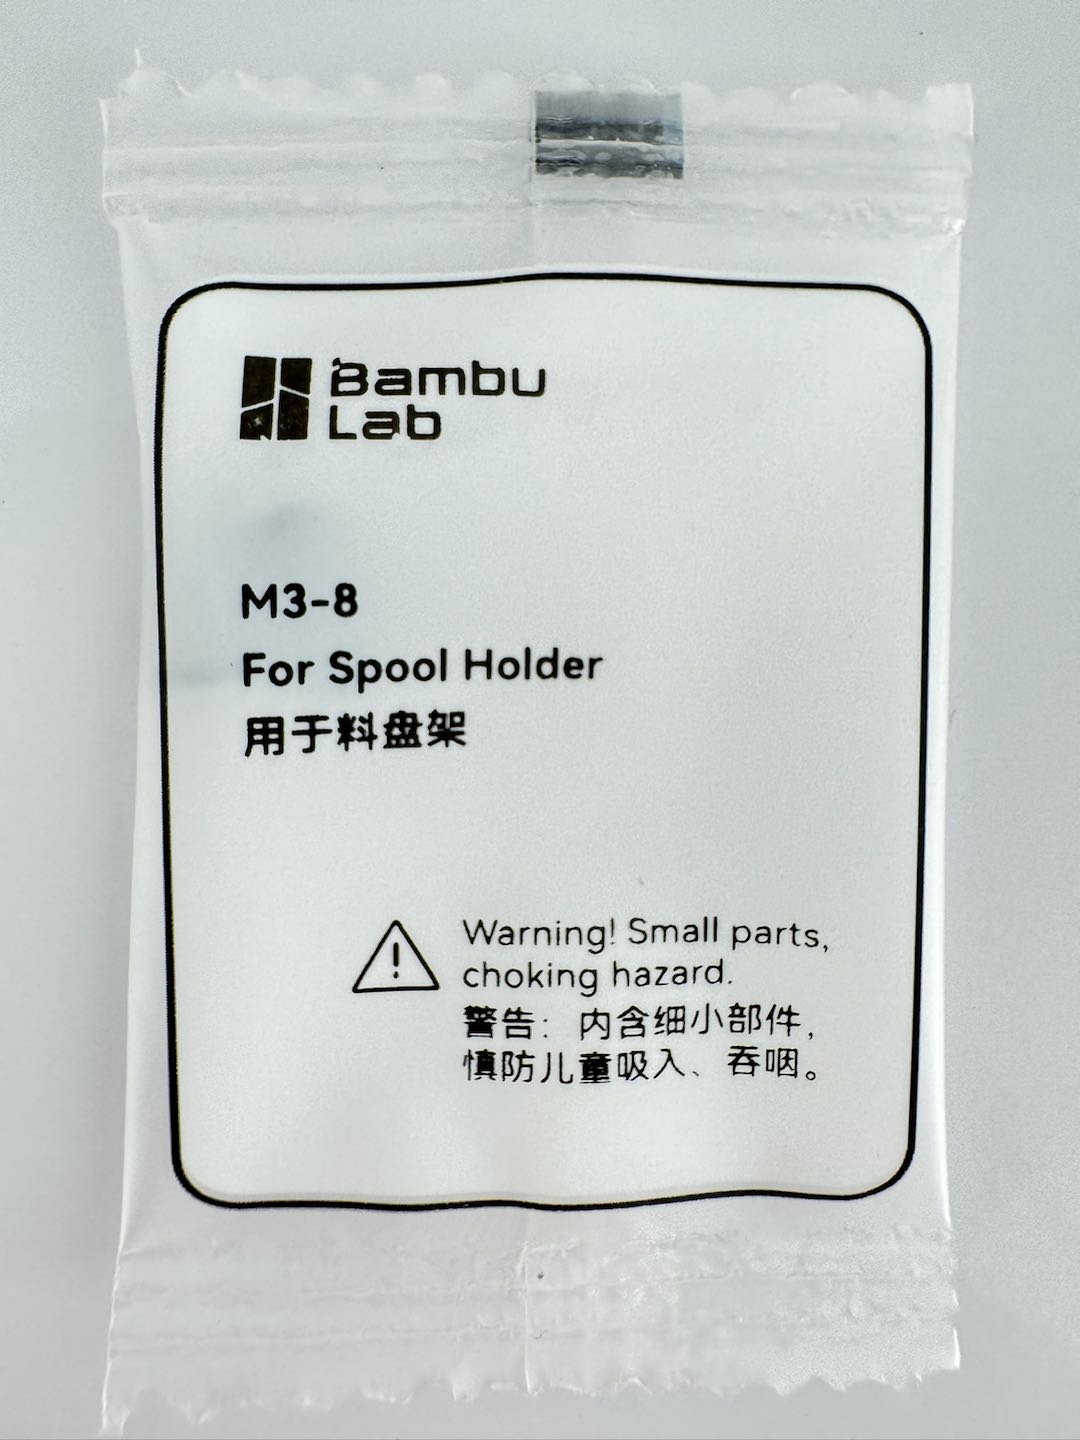 Bambu
Lab
M3-8
For Spool Holder
用于料盘架
Warning! Small parts,
choking hazard.
警告：内含细小部件，
慎防儿童吸入、吞咽。